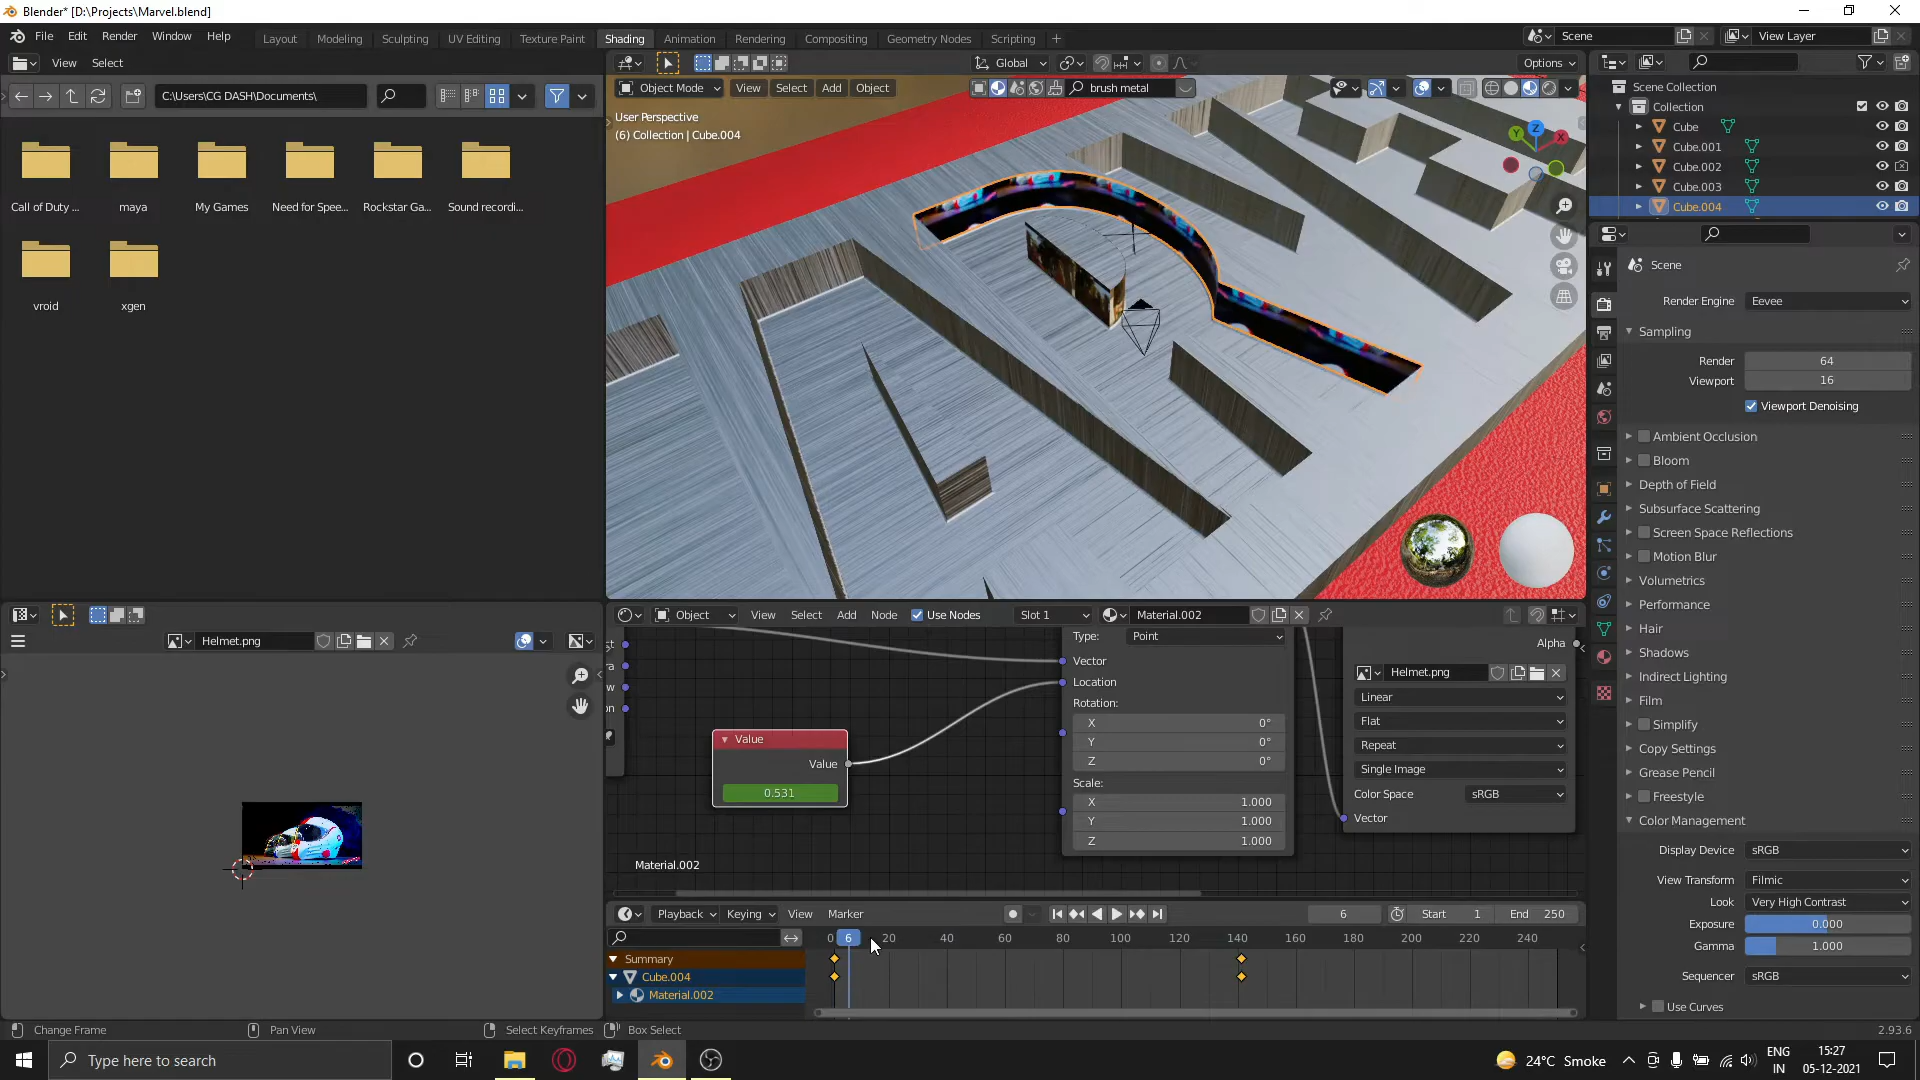 Blender* [D:\Projects\Marvel.blend]
File Edit Render Window Help Layout Modeling Sculpting UV Editing Texture Paint Shading Animation Rendering Compositing Geometry Nodes Scripting + Scene View Layer
View Select
C:\Users\CG DASH\Documents\
Call of Duty ... maya My Games Need for Spee... Rockstar Ga... Sound recordi...
vroid xgen
Global Options
Object Mode View Select Add Object brush metal
User Perspective
(6) Collection | Cube.004
X Y Z
Scene Collection
Collection
Cube
Cube.001
Cube.002
Cube.003
Cube.004
Scene
Render Engine Eevee
Sampling
Render 64
Viewport 16
Viewport Denoising
Ambient Occlusion
Bloom
Depth of Field
Subsurface Scattering
Screen Space Reflections
Motion Blur
Volumetrics
Performance
Hair
Shadows
Indirect Lighting
Film
Simplify
Copy Settings
Grease Pencil
Freestyle
Color Management
Display Device sRGB
View Transform Filmic
Look Very High Contrast
Exposure 0.000
Gamma 1.000
Sequencer sRGB
Use Curves
Helmet.png
Object View Select Add Node Use Nodes Slot 1 Material.002
Type: Point
Vector
Location
Rotation:
X 0°
Y 0°
Z 0°
Scale:
X 1.000
Y 1.000
Z 1.000
Value
Value
0.531
Material.002
Alpha
Helmet.png
Linear
Flat
Repeat
Single Image
Color Space sRGB
Vector
Playback Keying View Marker 6 Start 1 End 250
0 6 20 40 60 80 100 120 140 160 180 200 220 240
Summary
Cube.004
Material.002
Change Frame Pan View Select Keyframes Box Select 2.93.6
Type here to search
24°C Smoke ENG IN 15:27 05-12-2021